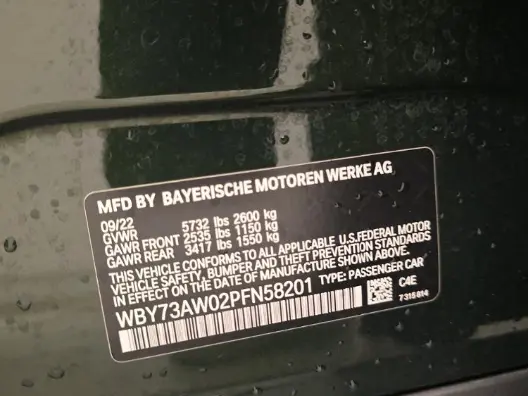 MFD BY BAYERISCHE MOTOREN WERKE AG
09/22
GVWR 5732 lbs 2600 kg
GAWR FRONT 2535 lbs 1150 kg
GAWR REAR 3417 lbs 1550 kg
THIS VEHICLE CONFORMS TO ALL APPLICABLE U.S.FEDERAL MOTOR
VEHICLE SAFETY, BUMPER AND THEFT PREVENTION STANDARDS
IN EFFECT ON THE DATE OF MANUFACTURE SHOWN ABOVE.
WBY73AW02PFN58201 TYPE: PASSENGER CAR
C4E
7315814